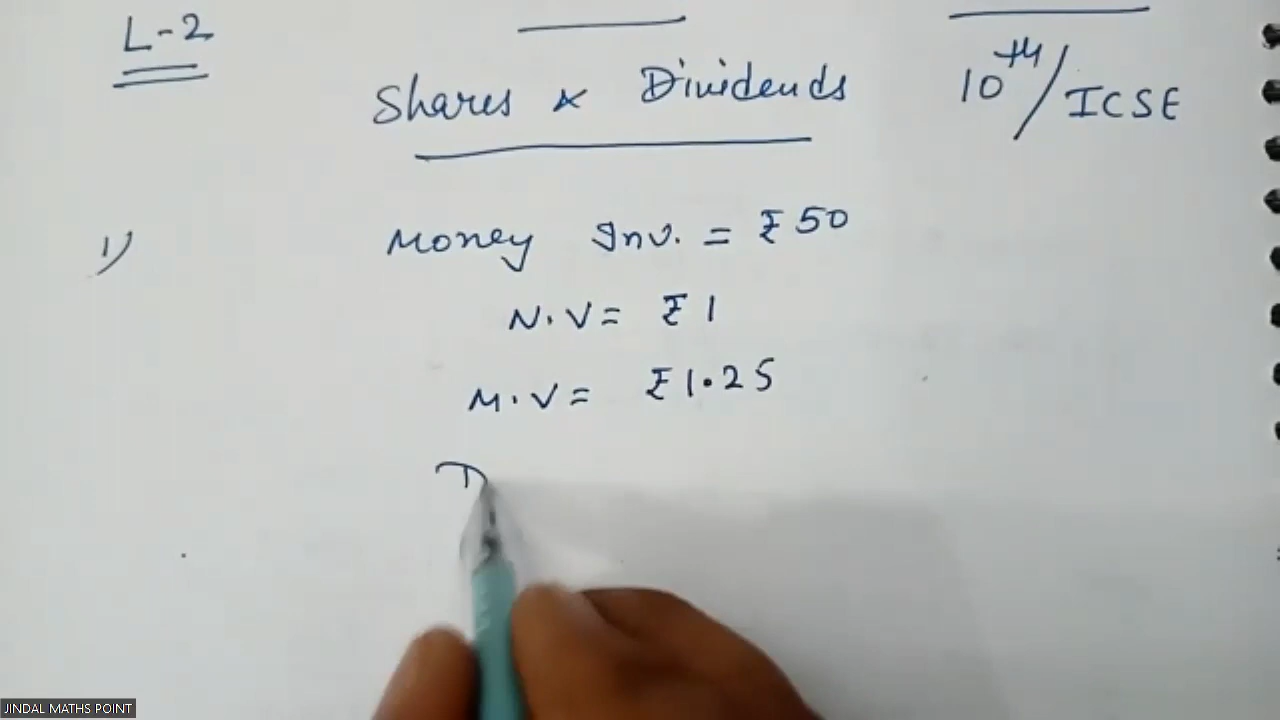 L-2
Shares & Dividends
10th/ICSE
1) Money Inv. = ₹50
N.V = ₹1
M.V = ₹1.25
D
JINDAL MATHS POINT